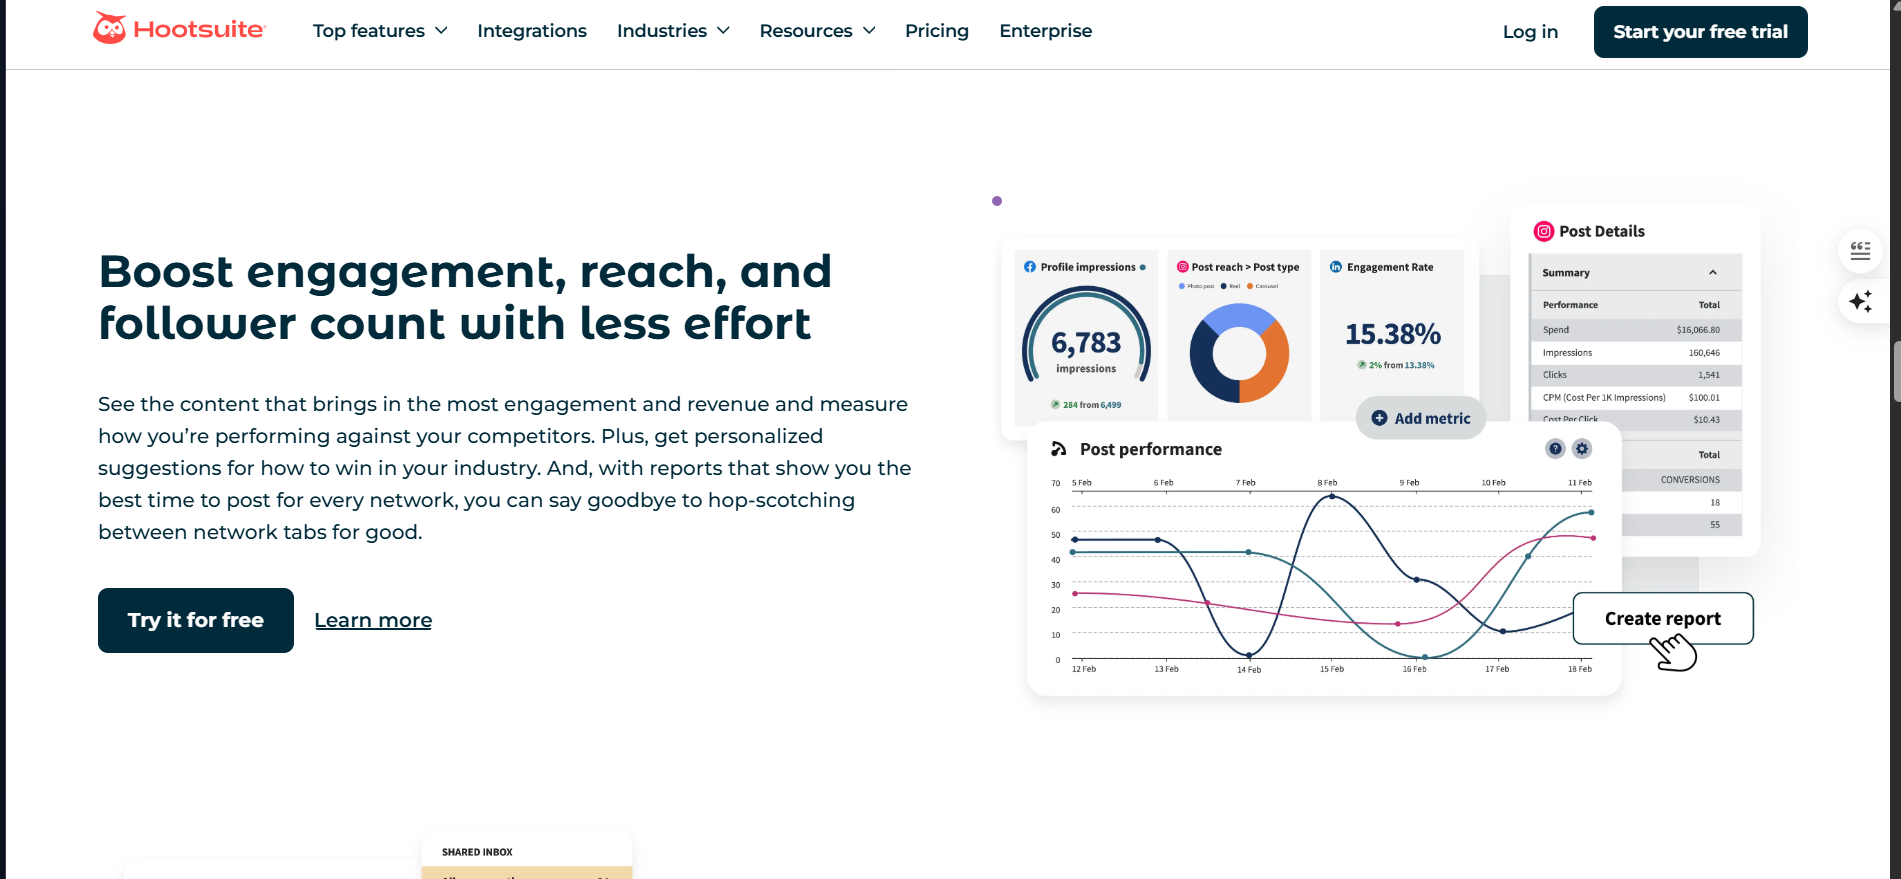 Hootsuite
Top features
Integrations
Industries
Resources
Pricing
Enterprise
Log in
Start your free trial
Boost engagement, reach, and
follower count with less effort
See the content that brings in the most engagement and revenue and measure
how you’re performing against your competitors. Plus, get personalized
suggestions for how to win in your industry. And, with reports that show you the
best time to post for every network, you can say goodbye to hop-scotching
between network tabs for good.
Try it for free
Learn more
Profile impressions
6,783
impressions
284 from 6,499
Post reach > Post type
Photo post Reel Carousel
Engagement Rate
15.38%
2% from 13.38%
Add metric
Post Details
Summary
Performance Total
Spend $16,066.80
Impressions 160,646
Clicks 1,541
CPM (Cost Per 1K Impressions) $100.01
Cost Per Click $10.43
Total
CONVERSIONS
18
55
Post performance
?
70
60
50
40
30
20
10
0
5 Feb 6 Feb 7 Feb 8 Feb 9 Feb 10 Feb 11 Feb
12 Feb 13 Feb 14 Feb 15 Feb 16 Feb 17 Feb 18 Feb
Create report
SHARED INBOX